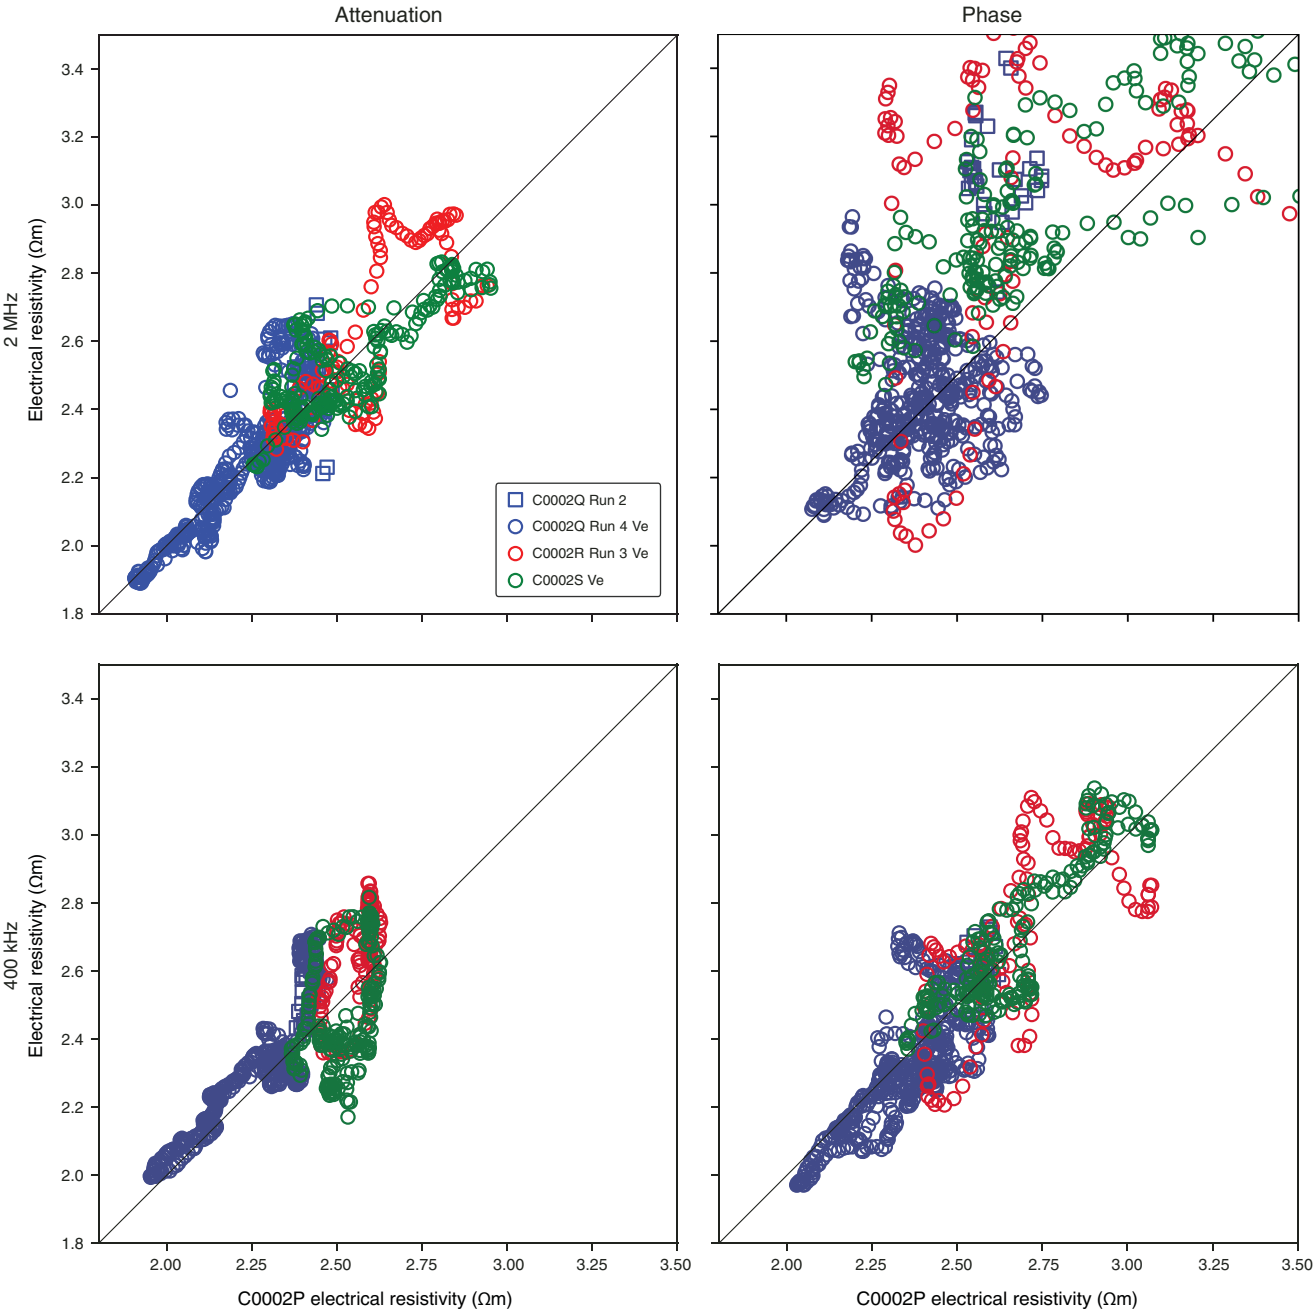 Attenuation
Phase
2 MHz
Electrical resistivity (Ωm)
3.4
3.2
3.0
2.8
2.6
2.4
2.2
2.0
1.8
C0002Q Run 2
C0002Q Run 4 Ve
C0002R Run 3 Ve
C0002S Ve
400 kHz
Electrical resistivity (Ωm)
3.4
3.2
3.0
2.8
2.6
2.4
2.2
2.0
1.8
2.00 2.25 2.50 2.75 3.00 3.25 3.50
2.00 2.25 2.50 2.75 3.00 3.25 3.50
C0002P electrical resistivity (Ωm)
C0002P electrical resistivity (Ωm)